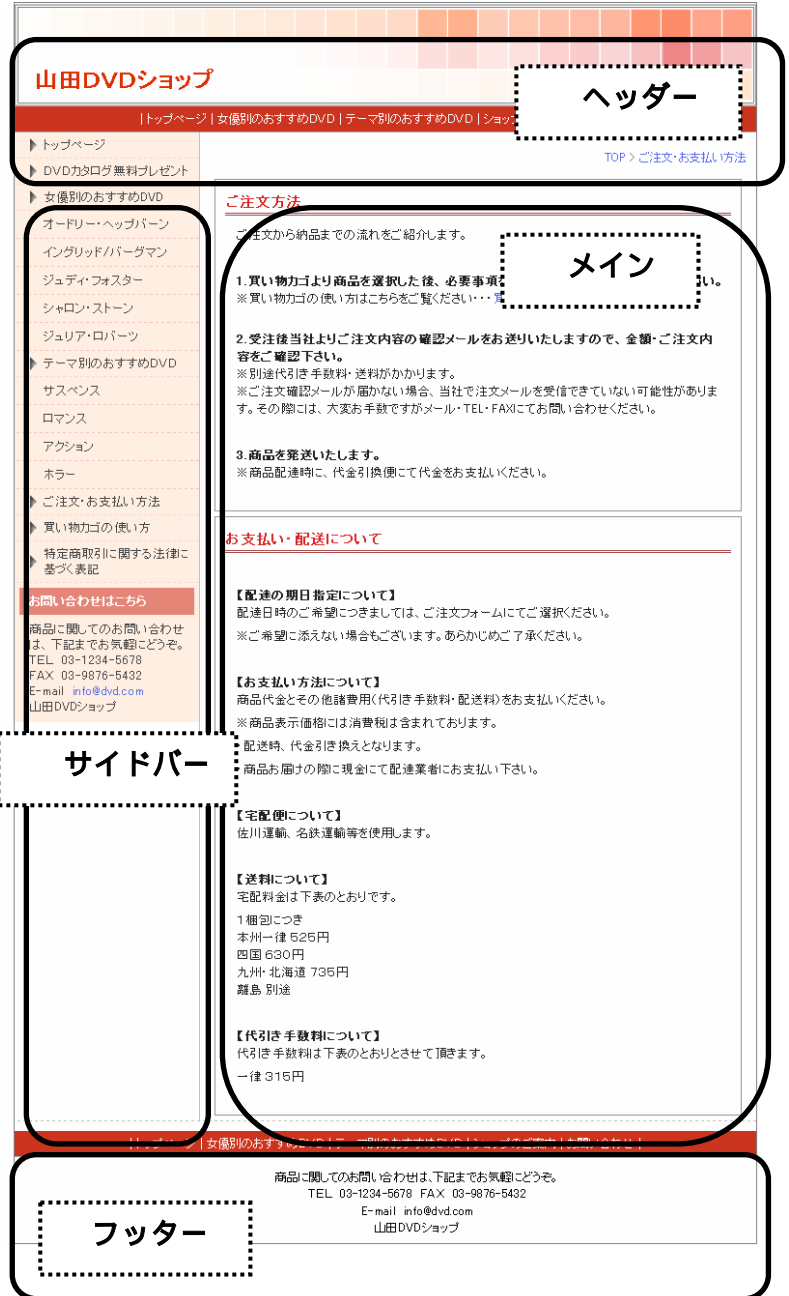 山田DVDショップ
ヘッダー
|トップページ|女優別のおすすめDVD|テーマ別のおすすめDVD|ショッ
TOP > ご注文・お支払い方法
トップページ
DVDカタログ無料プレゼント
女優別のおすすめDVD
オードリー・ヘップバーン
イングリッド/バーグマン
ジュディ・フォスター
シャロン・ストーン
ジュリア・ロバーツ
テーマ別のおすすめDVD
サスペンス
ロマンス
アクション
ホラー
ご注文・お支払い方法
買い物カゴの使い方
特定商取引に関する法律に
基づく表記
お問い合わせはこちら
商品に関してのお問い合わせ
は、下記までお気軽にどうぞ。
TEL 03-1234-5678
FAX 03-9876-5432
E-mail info@dvd.com
山田DVDショップ
サイドバー
メイン
ご注文方法
ご注文から納品までの流れをご紹介します。
1.買い物カゴより商品を選択した後、必要事項 い。
※買い物カゴの使い方はこちらをご覧ください・・・
2.受注後当社よりご注文内容の確認メールをお送りいたしますので、金額・ご注文内
容をご確認下さい。
※別途代引き手数料・送料がかかります。
※ご注文確認メールが届かない場合、当社で注文メールを受信できていない可能性がありま
す。その際には、大変お手数ですがメール・TEL・FAXにてお問い合わせください。
3.商品を発送いたします。
※商品配達時に、代金引換便にて代金をお支払いください。
お支払い・配送について
【配達の期日指定について】
配達日時のご希望につきましては、ご注文フォームにてご選択ください。
※ご希望に添えない場合もございます。あらかじめご了承ください。
【お支払い方法について】
商品代金とその他諸費用(代引き手数料・配送料)をお支払いください。
※商品表示価格には消費税は含まれております。
配送時、代金引き換えとなります。
商品お届けの際に現金にて配達業者にお支払い下さい。
【宅配便について】
佐川運輸、名鉄運輸等を使用します。
【送料について】
宅配料金は下表のとおりです。
1梱包につき
本州一律 525円
四国 630円
九州・北海道 735円
離島 別途
【代引き手数料について】
代引き手数料は下表のとおりとさせて頂きます。
一律 315円
|トップページ|女優別のおすすめDVD|テーマ別のおすすめDVD|ショップのご案内|お問い合わせ|
商品に関してのお問い合わせは、下記までお気軽にどうぞ。
TEL 03-1234-5678 FAX 03-9876-5432
E-mail info@dvd.com
山田DVDショップ
フッター